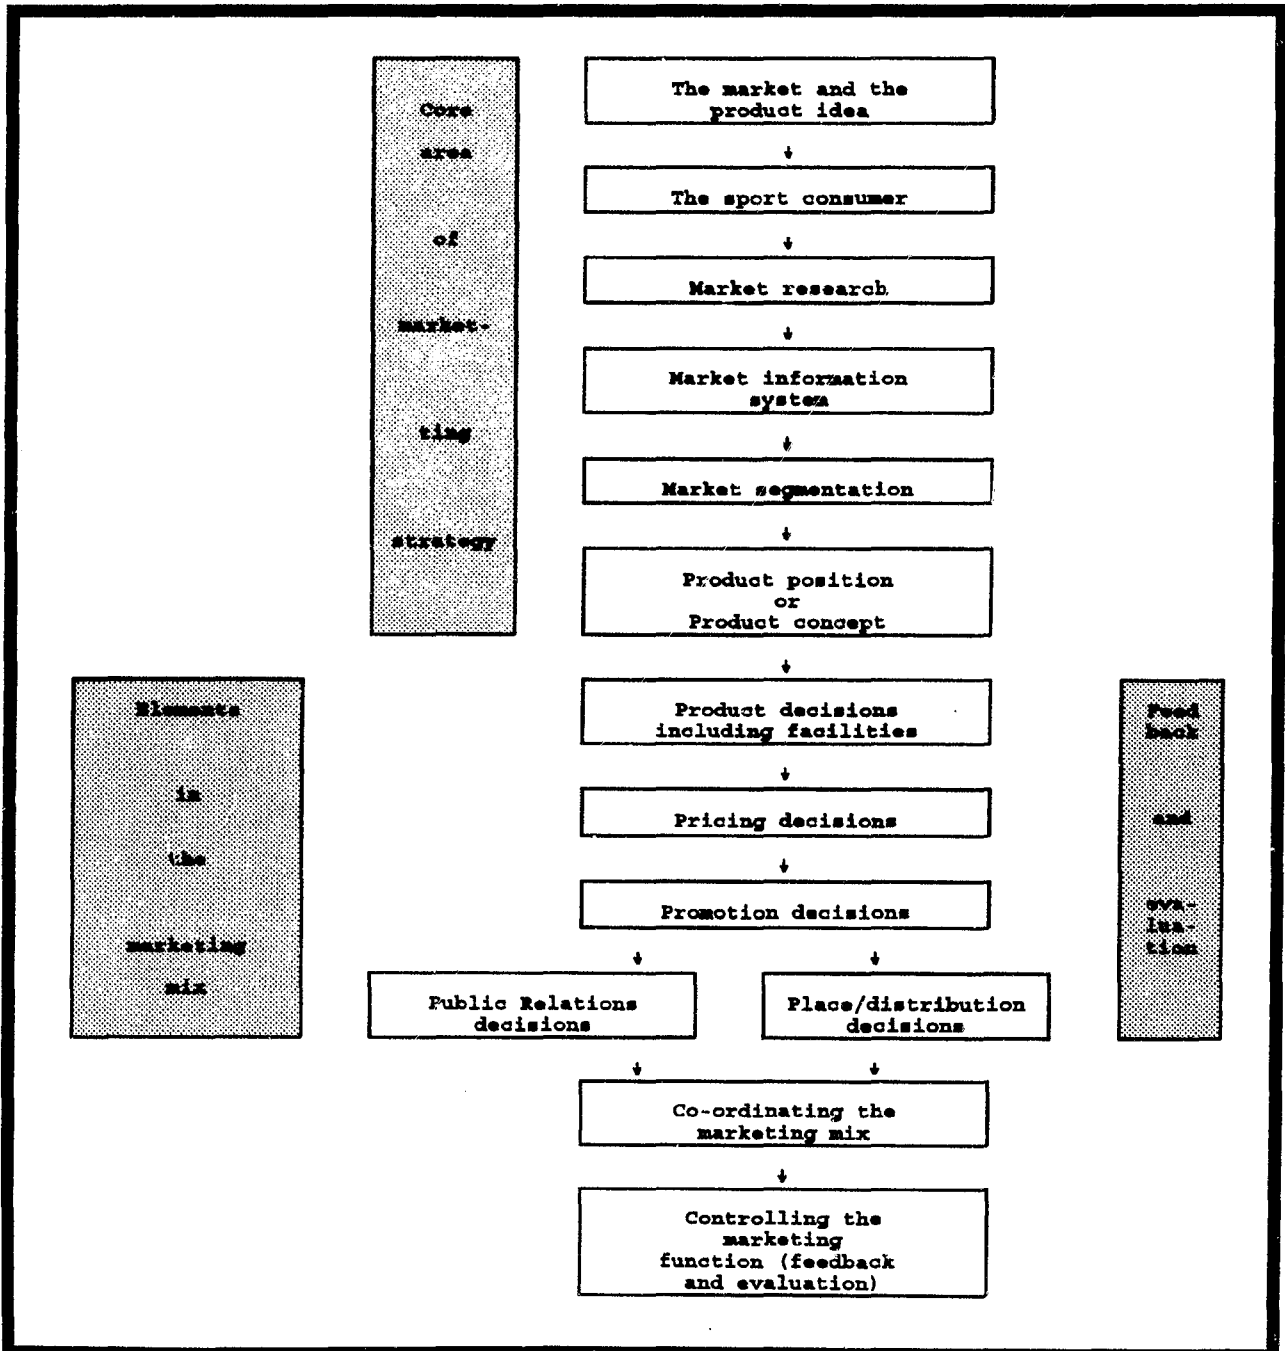 Core
area
of
market-
ting
strategy
The market and the
product idea
The sport consumer
Market research
Market information
system
Market segmentation
Product position
or
Product concept
Elements
in
the
marketing
mix
Product decisions
including facilities
Pricing decisions
Promotion decisions
Public Relations
decisions
Place/distribution
decisions
Feed
back
and
eva-
lua-
tion
Co-ordinating the
marketing mix
Controlling the
marketing
function (feedback
and evaluation)